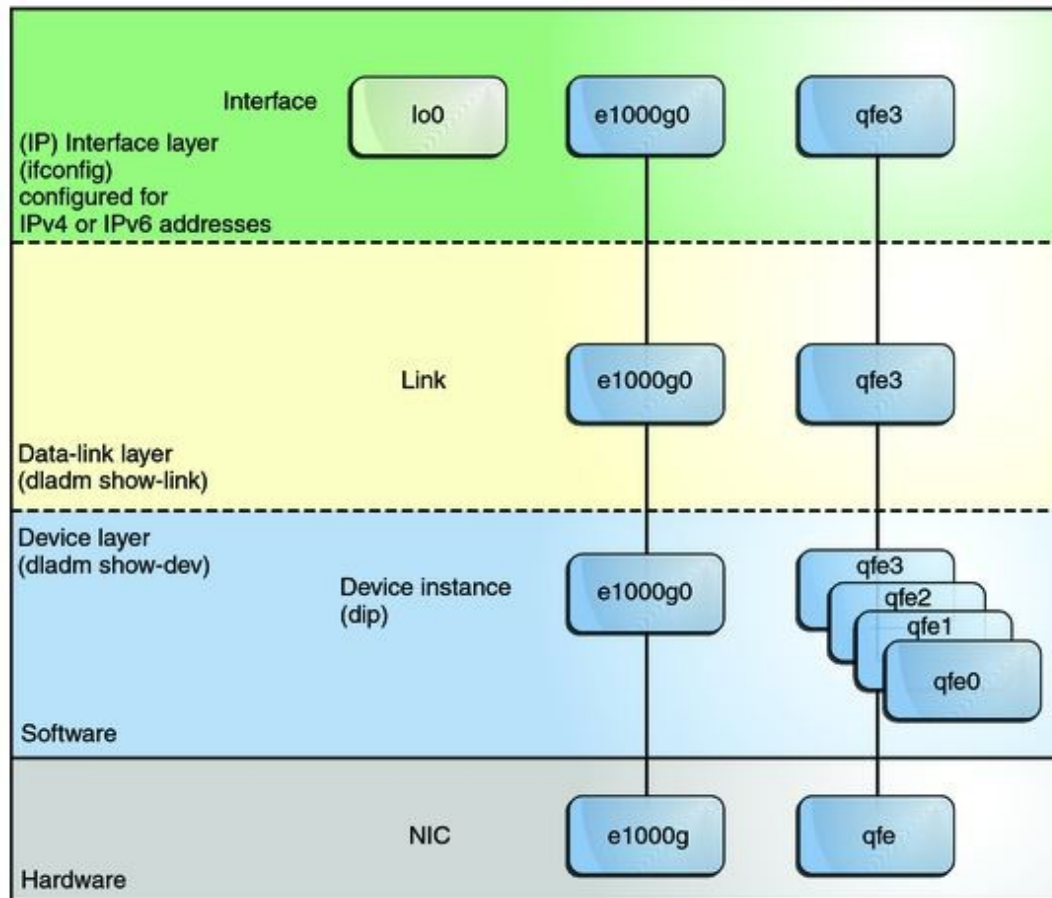 Interface
lo0
e1000g0
qfe3
(IP) Interface layer
(ifconfig)
configured for
IPv4 or IPv6 addresses
Link
e1000g0
qfe3
Data-link layer
(dladm show-link)
Device layer
(dladm show-dev)
Device instance
(dip)
e1000g0
qfe3
qfe2
qfe1
qfe0
Software
NIC
e1000g
qfe
Hardware